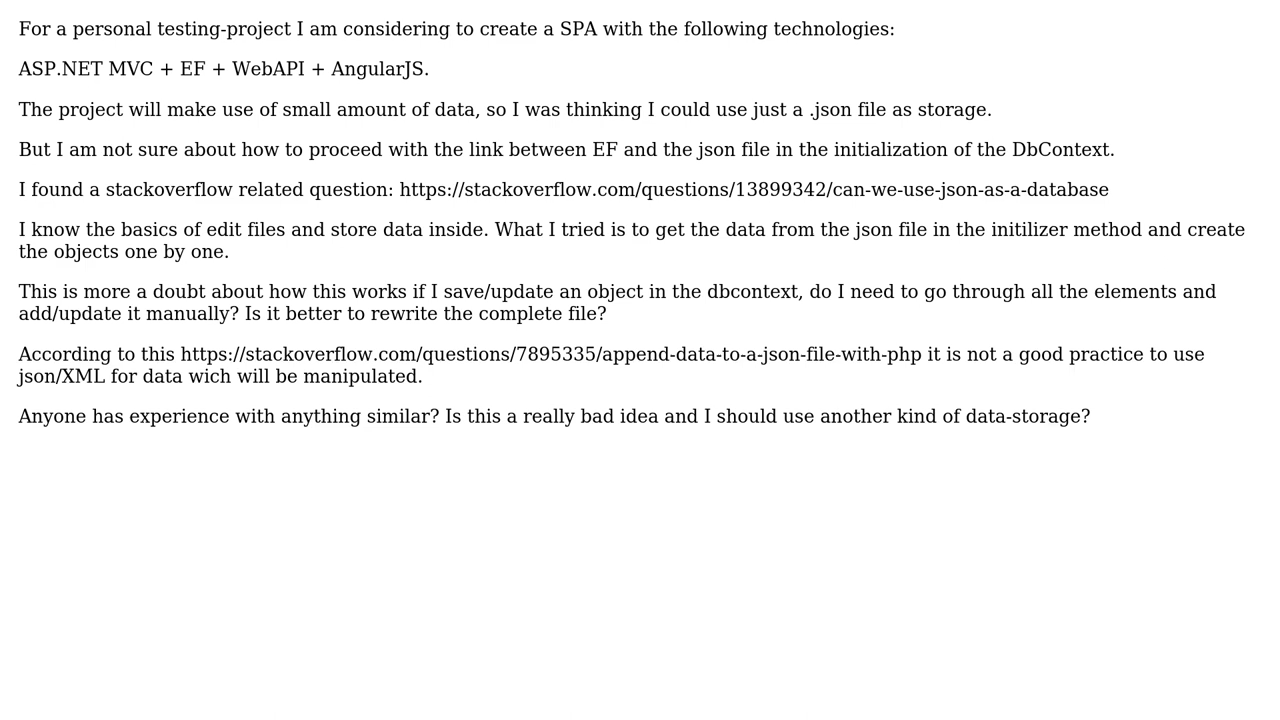 For a personal testing-project I am considering to create a SPA with the following technologies:
ASP.NET MVC + EF + WebAPI + AngularJS.
The project will make use of small amount of data, so I was thinking I could use just a .json file as storage.
But I am not sure about how to proceed with the link between EF and the json file in the initialization of the DbContext.
I found a stackoverflow related question: https://stackoverflow.com/questions/13899342/can-we-use-json-as-a-database
I know the basics of edit files and store data inside. What I tried is to get the data from the json file in the initilizer method and create
the objects one by one.
This is more a doubt about how this works if I save/update an object in the dbcontext, do I need to go through all the elements and
add/update it manually? Is it better to rewrite the complete file?
According to this https://stackoverflow.com/questions/7895335/append-data-to-a-json-file-with-php it is not a good practice to use
json/XML for data wich will be manipulated.
Anyone has experience with anything similar? Is this a really bad idea and I should use another kind of data-storage?